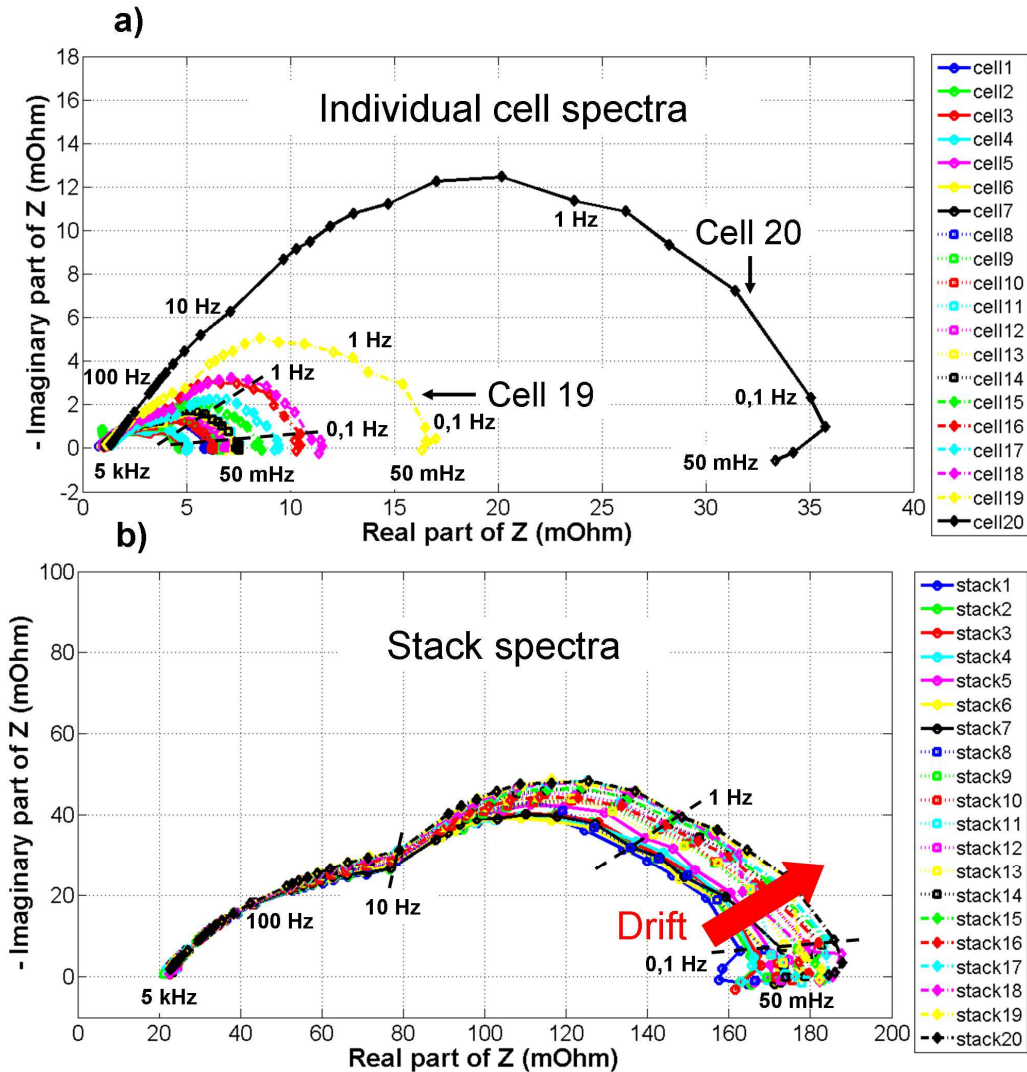 a)
Individual cell spectra
- Imaginary part of Z (mOhm)
18
16
14
12
10
8
6
4
2
0
-2
1 Hz
Cell 20
10 Hz
1 Hz
100 Hz
1 Hz
Cell 19
0,1 Hz
0,1 Hz
0,1 Hz
5 kHz
50 mHz
50 mHz
50 mHz
0
5
10
15
20
25
30
35
40
Real part of Z (mOhm)
cell1
cell2
cell3
cell4
cell5
cell6
cell7
cell8
cell9
cell10
cell11
cell12
cell13
cell14
cell15
cell16
cell17
cell18
cell19
cell20
b)
Stack spectra
- Imaginary part of Z (mOhm)
100
80
60
40
20
0
1 Hz
100 Hz
10 Hz
Drift
0,1 Hz
5 kHz
50 mHz
0
20
40
60
80
100
120
140
160
180
200
Real part of Z (mOhm)
stack1
stack2
stack3
stack4
stack5
stack6
stack7
stack8
stack9
stack10
stack11
stack12
stack13
stack14
stack15
stack16
stack17
stack18
stack19
stack20